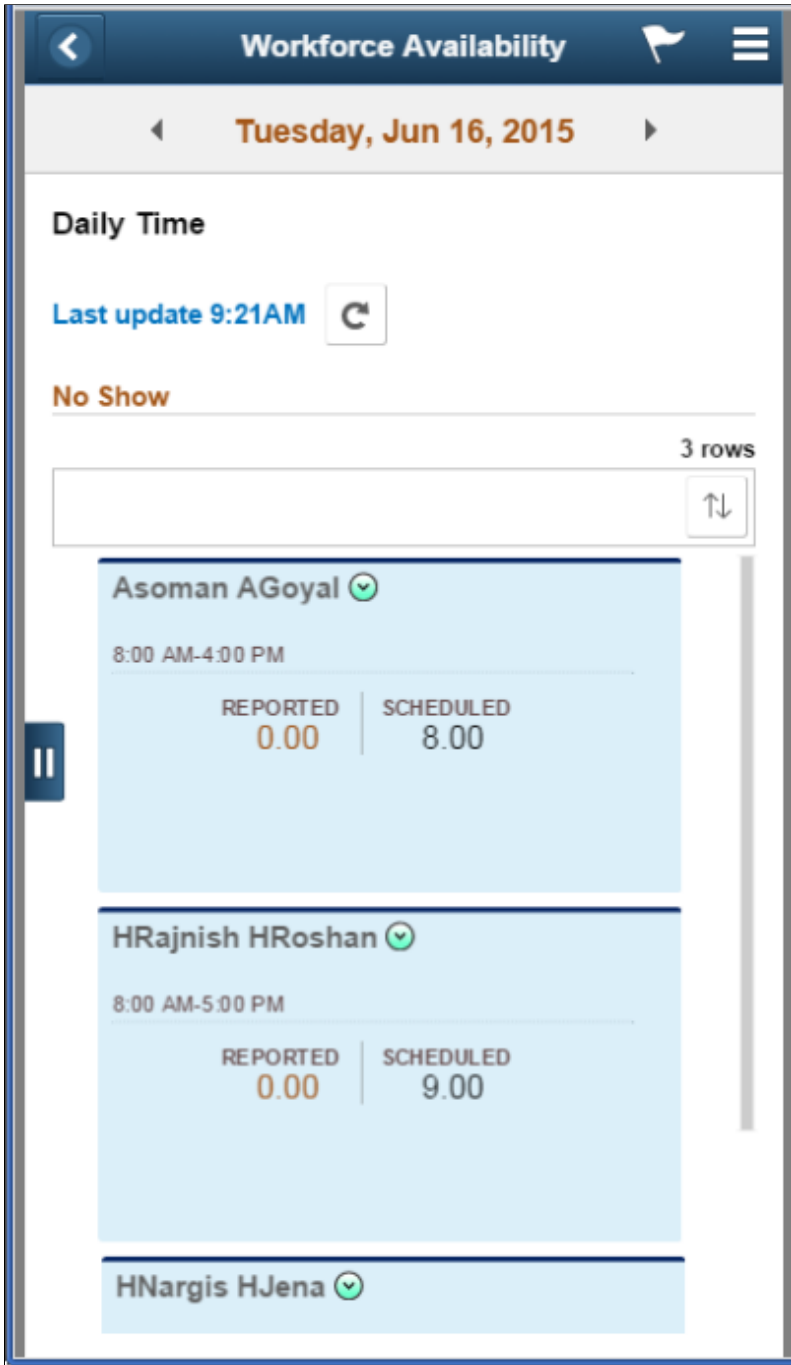 Workforce Availability
Tuesday, Jun 16, 2015
Daily Time
Last update 9:21AM
No Show
3 rows
Asoman AGoyal
8:00 AM-4:00 PM
REPORTED SCHEDULED
0.00 8.00
HRajnish HRoshan
8:00 AM-5:00 PM
REPORTED SCHEDULED
0.00 9.00
HNargis HJena